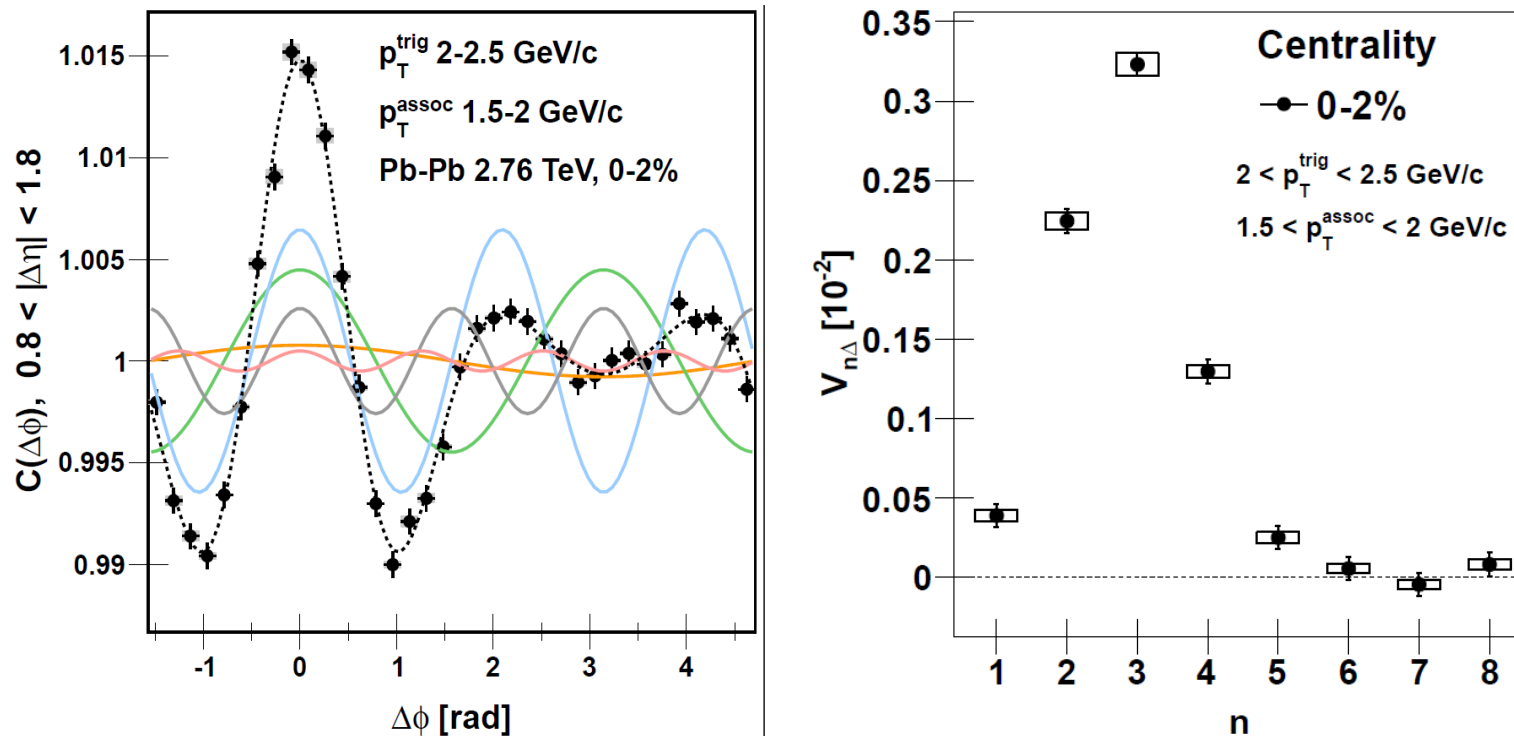 C(Δϕ), 0.8 < |Δη| < 1.8
1.015
1.01
1.005
1
0.995
0.99
p_T^trig 2-2.5 GeV/c
p_T^assoc 1.5-2 GeV/c
Pb-Pb 2.76 TeV, 0-2%
-1 0 1 2 3 4
Δϕ [rad]
V_nΔ [10^-2]
0.35
0.3
0.25
0.2
0.15
0.1
0.05
0
Centrality
0-2%
2 < p_T^trig < 2.5 GeV/c
1.5 < p_T^assoc < 2 GeV/c
1 2 3 4 5 6 7 8
n